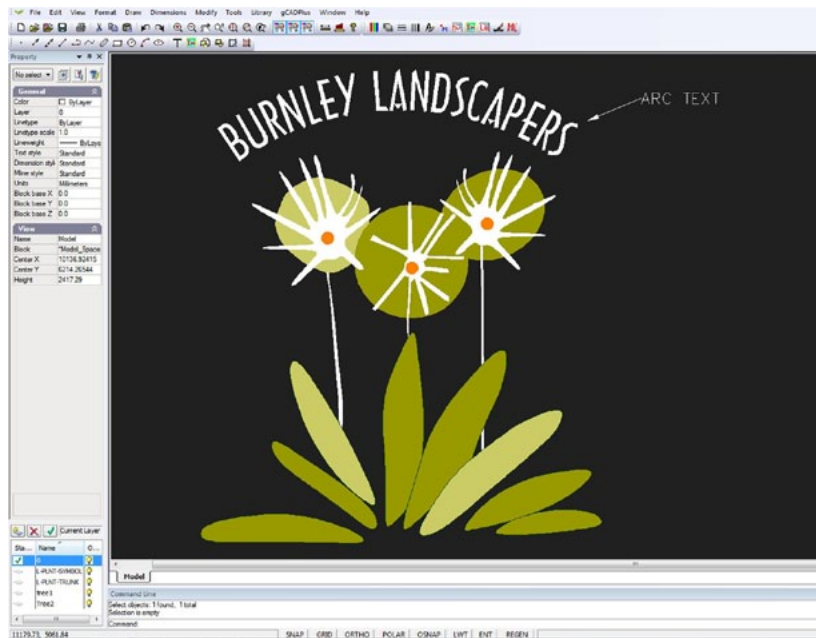 File Edit View Format Draw Dimensions Modify Tools Library gCADPlus Window Help
Property
No select
General
Color ByLayer
Layer 0
Linetype ByLayer
Linetype scale 1.0
Lineweight ByLaye
Text style Standard
Dimension style Standard
Mline style Standard
Units Millimeters
Block base X 0.0
Block base Y 0.0
Block base Z 0.0
View
Name Model
Block *Model_Space
Center X 10136.92415
Center Y 6214.26544
Height 2417.29
BURNLEY LANDSCAPERS
ARC TEXT
Current Layer
Sta... Name O...
0
L-PLNT-SYMBOL
L-PLNT-TRUNK
tree1
Tree2
Model
Command Line
Select objects: 1 found, 1 total
Selection is empty
Command:
11179.73, 5061.84 SNAP GRID ORTHO POLAR OSNAP LWT ENT REGEN